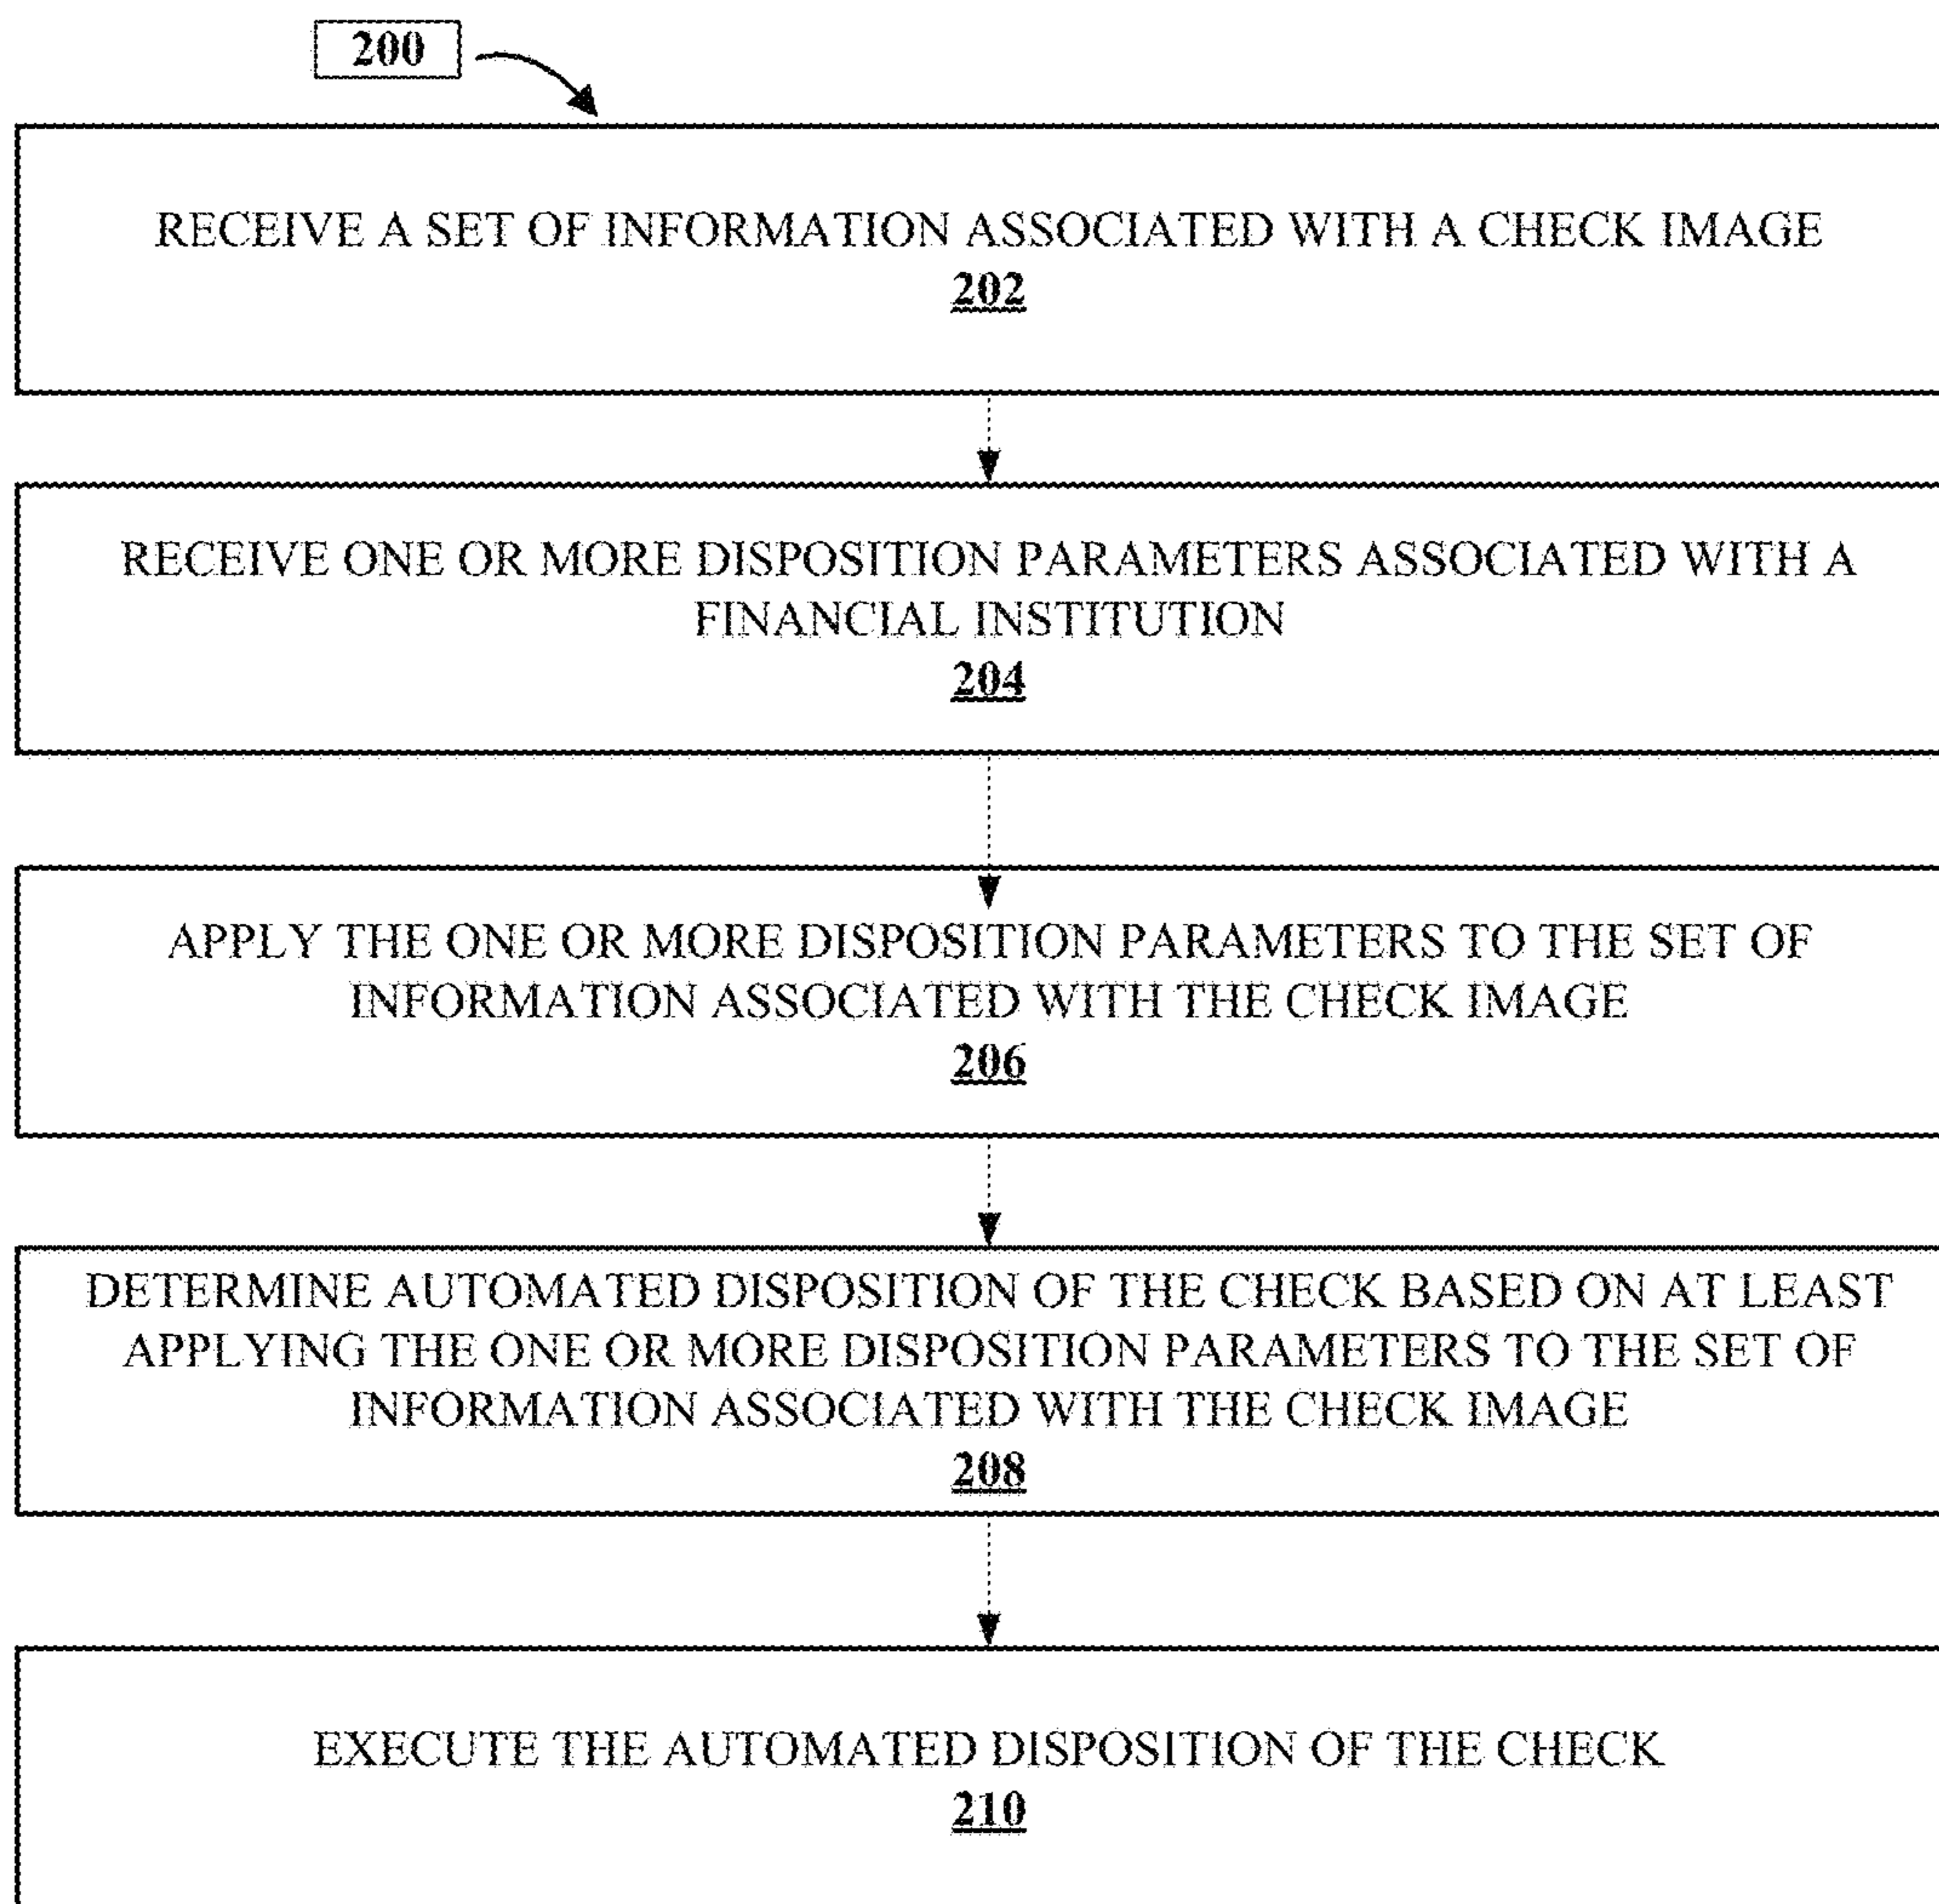 200
RECEIVE A SET OF INFORMATION ASSOCIATED WITH A CHECK IMAGE
202
RECEIVE ONE OR MORE DISPOSITION PARAMETERS ASSOCIATED WITH A
FINANCIAL INSTITUTION
204
APPLY THE ONE OR MORE DISPOSITION PARAMETERS TO THE SET OF
INFORMATION ASSOCIATED WITH THE CHECK IMAGE
206
DETERMINE AUTOMATED DISPOSITION OF THE CHECK BASED ON AT LEAST
APPLYING THE ONE OR MORE DISPOSITION PARAMETERS TO THE SET OF
INFORMATION ASSOCIATED WITH THE CHECK IMAGE
208
EXECUTE THE AUTOMATED DISPOSITION OF THE CHECK
210